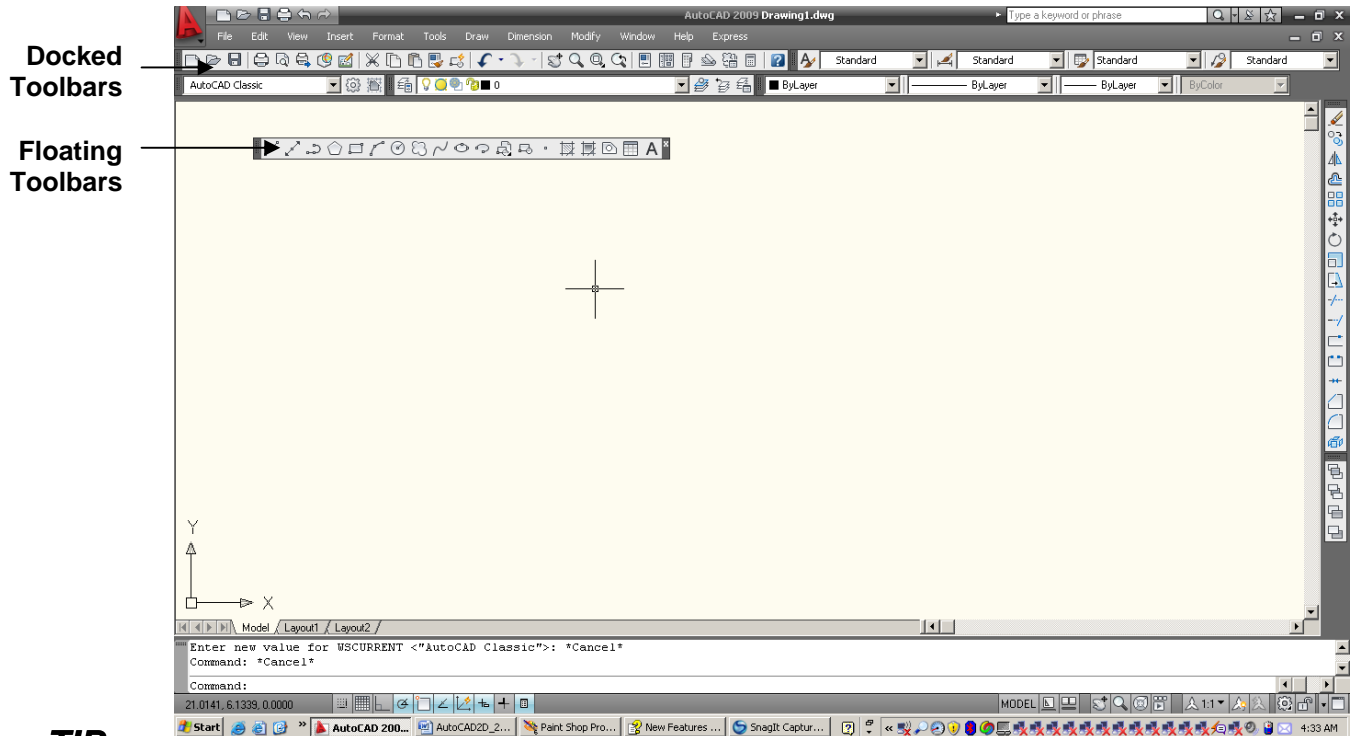 AutoCAD 2009 Drawing1.dwg
Type a keyword or phrase
File Edit View Insert Format Tools Draw Dimension Modify Window Help Express
Docked
Toolbars
Standard Standard Standard Standard
AutoCAD Classic 0 ByLayer ByLayer ByLayer ByColor
Floating
Toolbars
A
Y
X
Model Layout1 Layout2
Enter new value for WSCURRENT <"AutoCAD Classic">: *Cancel*
Command: *Cancel*
Command:
21.0141, 6.1339, 0.0000 MODEL 1:1
Start AutoCAD 200... AutoCAD2D_2... Paint Shop Pro... New Features ... SnagIt Captur... 4:33 AM
TIP